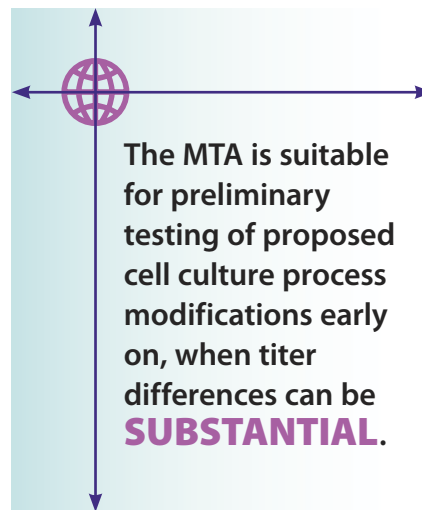 The MTA is suitable
for preliminary
testing of proposed
cell culture process
modifications early
on, when titer
differences can be
SUBSTANTIAL.